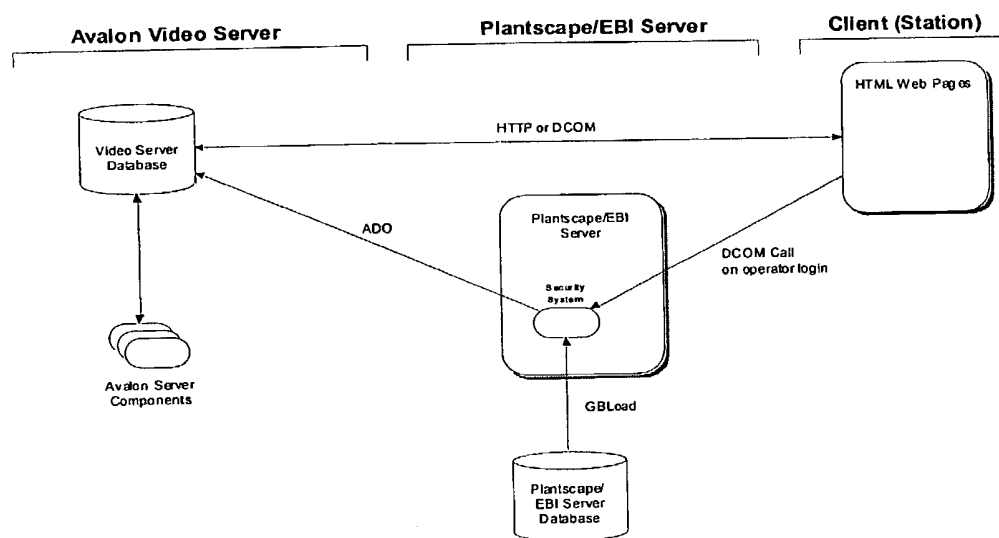 Avalon Video Server
Plantscape/EBI Server
Client (Station)
HTML Web Pages
HTTP or DCOM
Video Server
Database
Plantscape/EBI
Server
ADO
DCOM Call
on operator login
Security
System
Avalon Server
Components
GBLoad
Plantscape/
EBI Server
Database